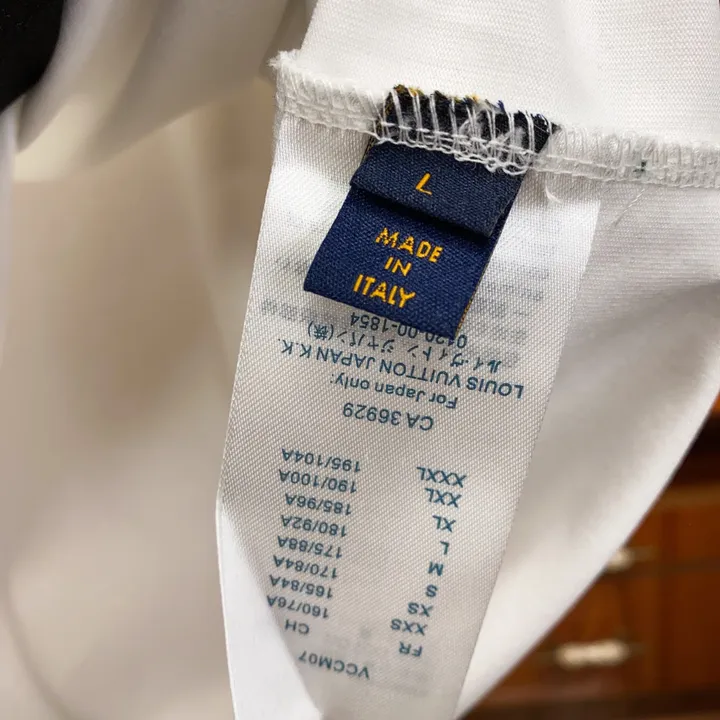 L
MADE
IN
ITALY
VCCM07
FR CH
XXS 160/76A
XS 165/84A
S 170/84A
M 175/88A
L 180/92A
XL 185/96A
XXL 190/100A
XXXL 195/104A
CA 36929
For Japan only:
LOUIS VUITTON JAPAN K.K.
ルイ・ヴィトン ジャパン(株)
0120-00-1854